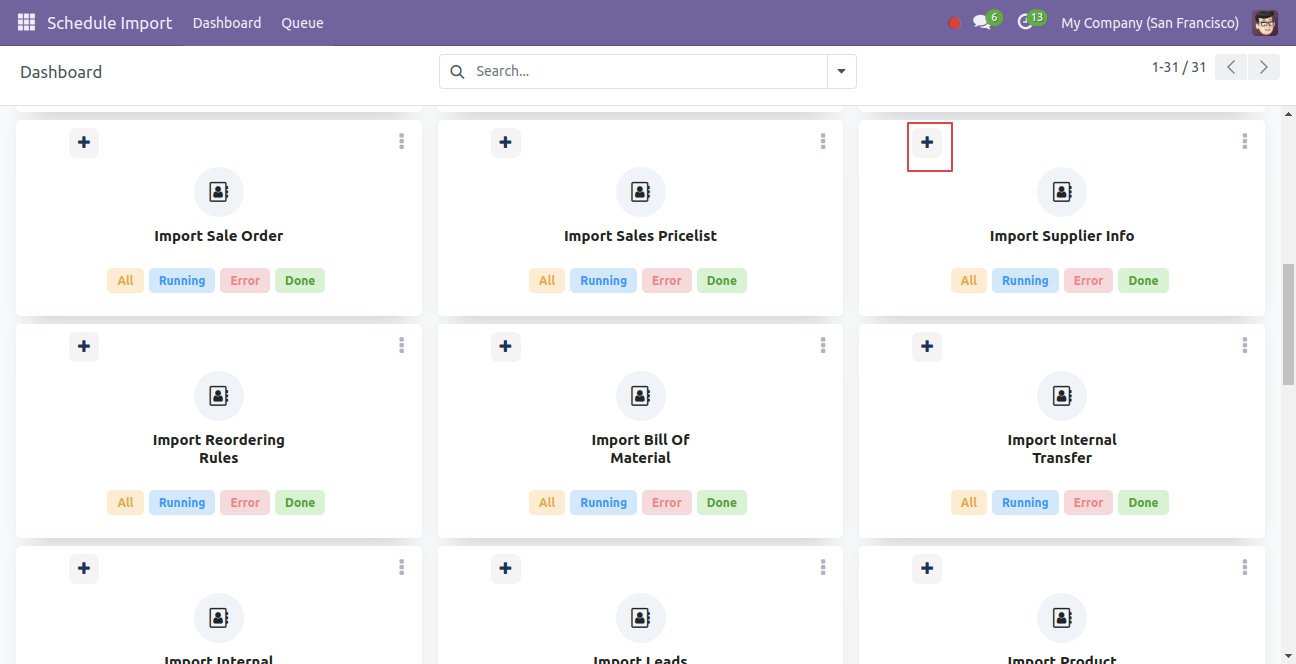 Schedule Import Dashboard Queue 6 13 My Company (San Francisco)
Dashboard Search... 1-31 / 31
Import Sale Order
All Running Error Done
Import Sales Pricelist
All Running Error Done
Import Supplier Info
All Running Error Done
Import Reordering
Rules
All Running Error Done
Import Bill Of
Material
All Running Error Done
Import Internal
Transfer
All Running Error Done
Import Internal
Import Leads
Import Product